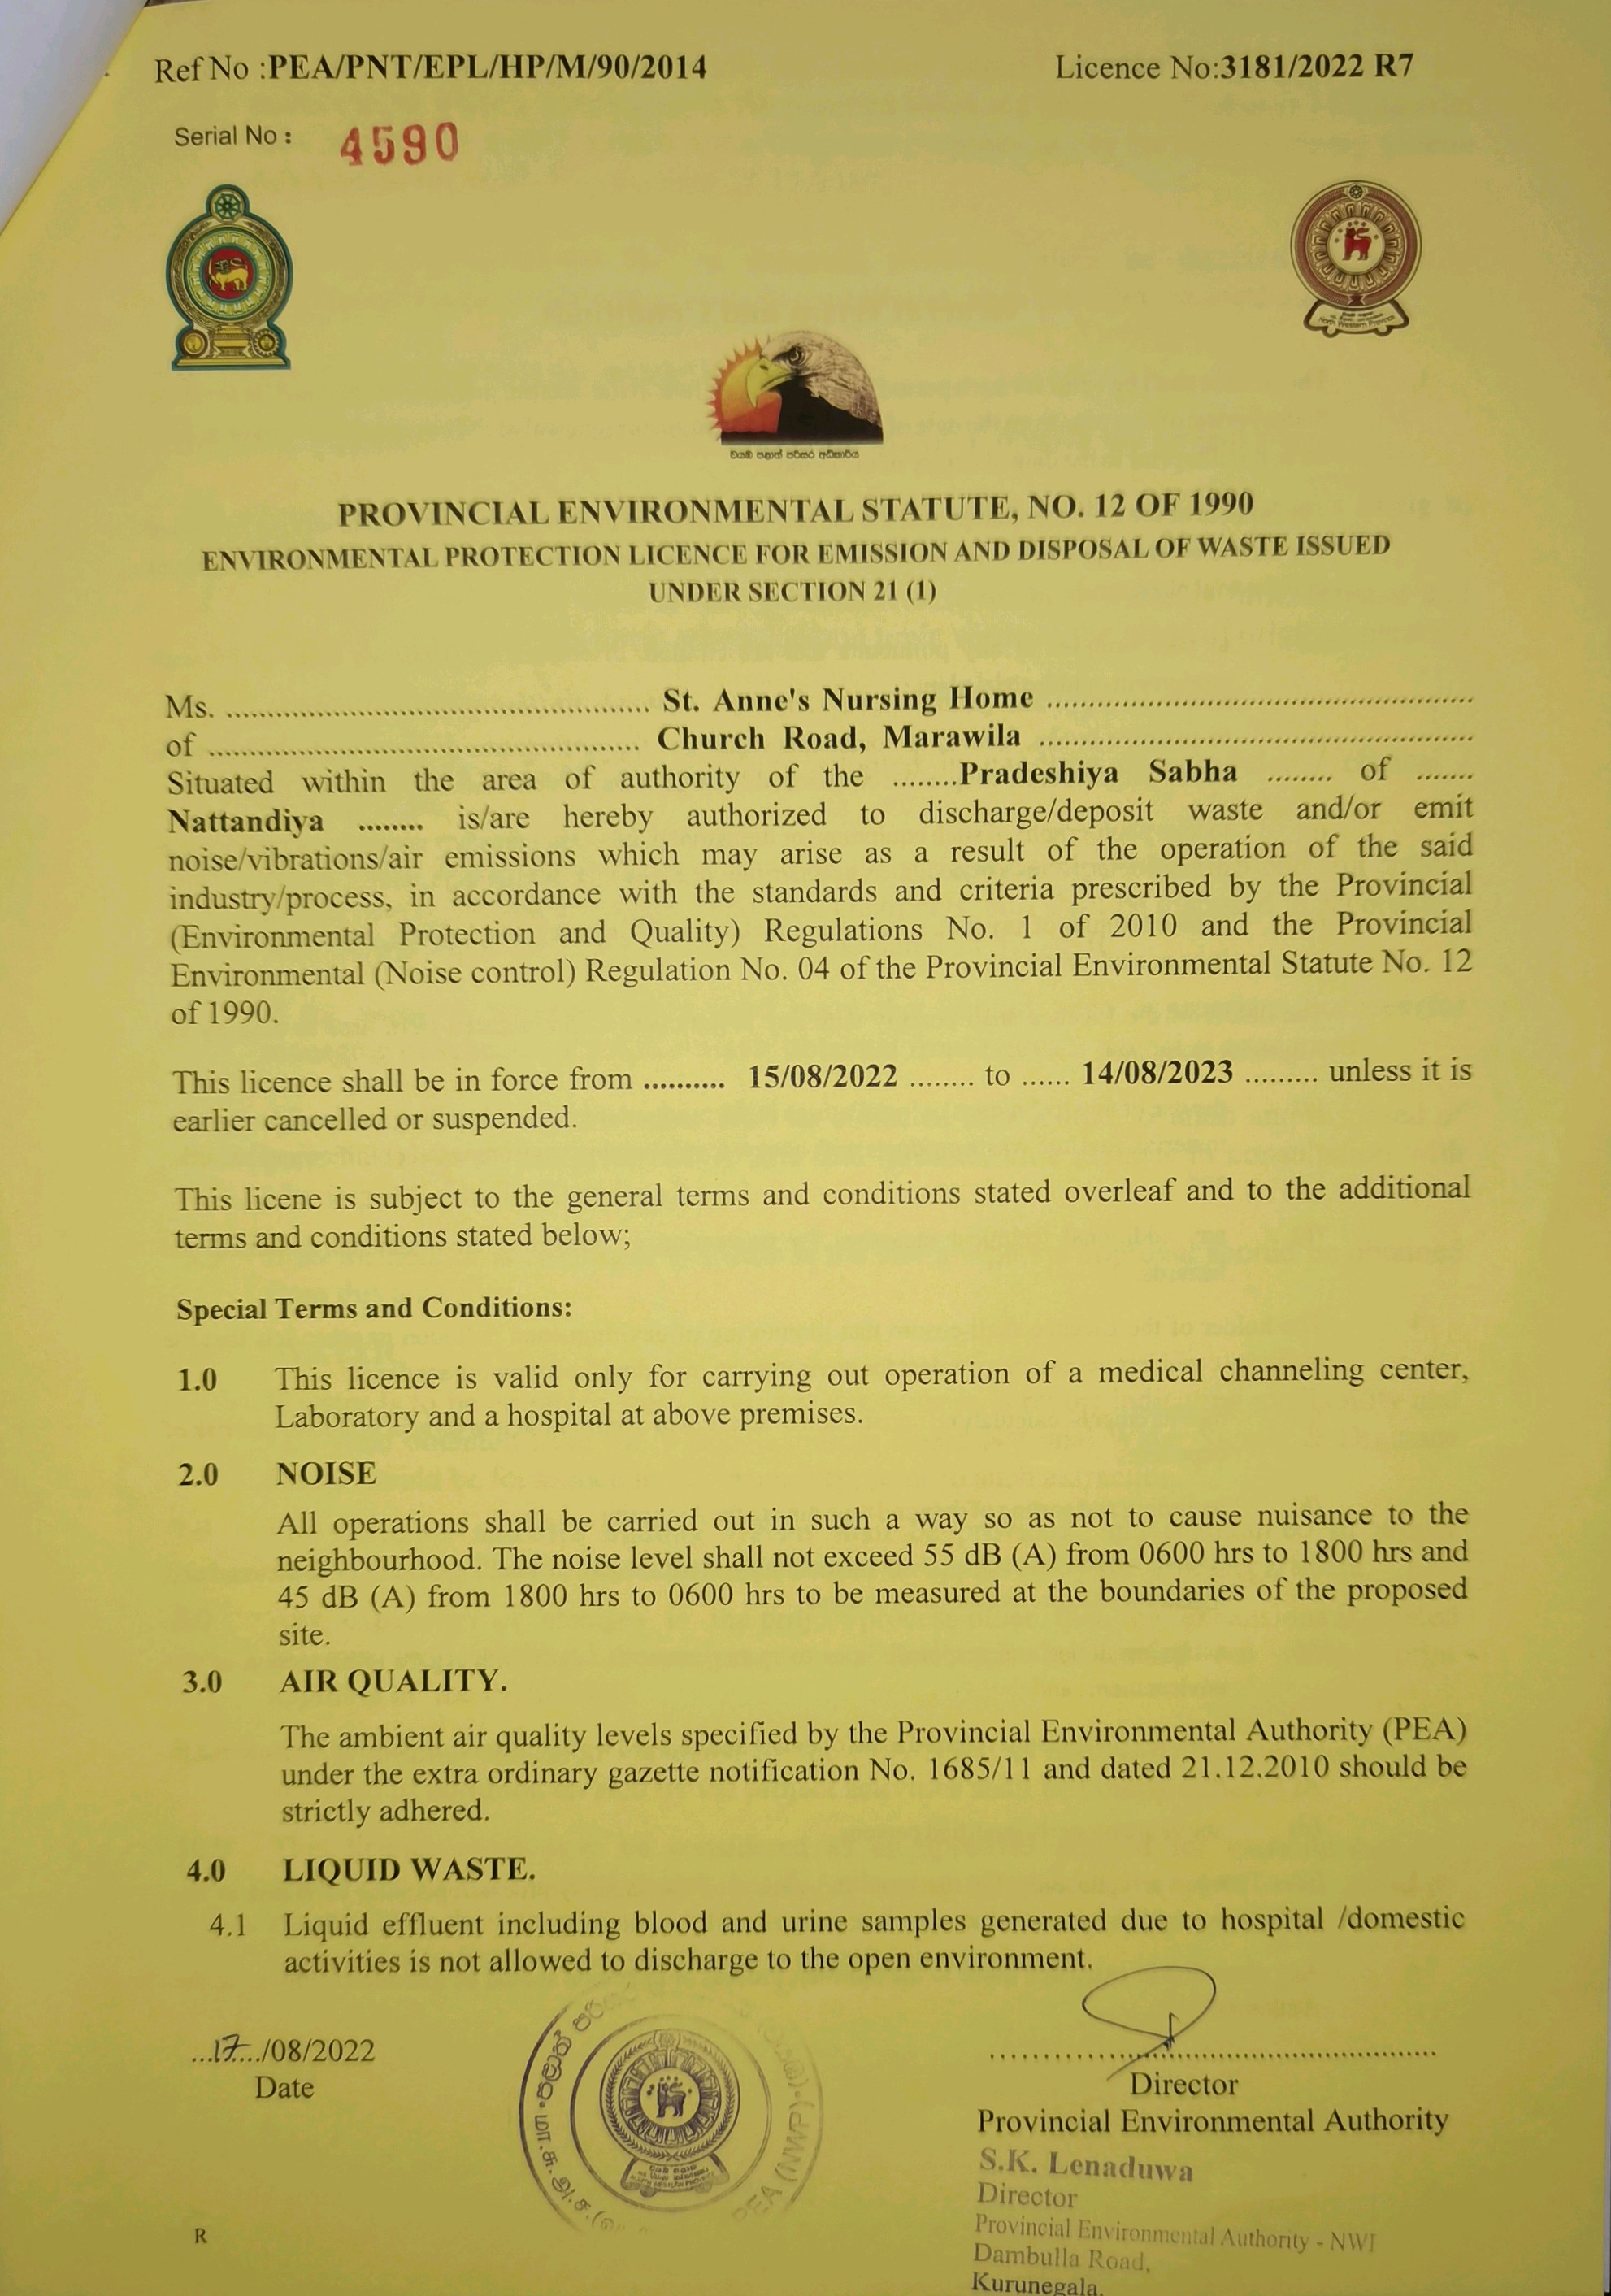 Ref No :PEA/PNT/EPL/HP/M/90/2014
Licence No:3181/2022 R7
Serial No : 4590
North Western Province
වයඹ පළාත් පරිසර අධිකාරිය
PROVINCIAL ENVIRONMENTAL STATUTE, NO. 12 OF 1990
ENVIRONMENTAL PROTECTION LICENCE FOR EMISSION AND DISPOSAL OF WASTE ISSUED
UNDER SECTION 21 (1)
Ms. .................................................. St. Anne's Nursing Home ..................................................
of .................................................. Church Road, Marawila ..................................................
Situated within the area of authority of the ........Pradeshiya Sabha ........ of .......
Nattandiya ........ is/are hereby authorized to discharge/deposit waste and/or emit
noise/vibrations/air emissions which may arise as a result of the operation of the said
industry/process, in accordance with the standards and criteria prescribed by the Provincial
(Environmental Protection and Quality) Regulations No. 1 of 2010 and the Provincial
Environmental (Noise control) Regulation No. 04 of the Provincial Environmental Statute No. 12
of 1990.
This licence shall be in force from .......... 15/08/2022 ........ to ...... 14/08/2023 ......... unless it is
earlier cancelled or suspended.
This licene is subject to the general terms and conditions stated overleaf and to the additional
terms and conditions stated below;
Special Terms and Conditions:
1.0 This licence is valid only for carrying out operation of a medical channeling center,
Laboratory and a hospital at above premises.
2.0 NOISE
All operations shall be carried out in such a way so as not to cause nuisance to the
neighbourhood. The noise level shall not exceed 55 dB (A) from 0600 hrs to 1800 hrs and
45 dB (A) from 1800 hrs to 0600 hrs to be measured at the boundaries of the proposed
site.
3.0 AIR QUALITY.
The ambient air quality levels specified by the Provincial Environmental Authority (PEA)
under the extra ordinary gazette notification No. 1685/11 and dated 21.12.2010 should be
strictly adhered.
4.0 LIQUID WASTE.
4.1 Liquid effluent including blood and urine samples generated due to hospital /domestic
activities is not allowed to discharge to the open environment.
...17.../08/2022
Date
පළාත්
மா.சு.அ.ச.
PEA (NWP)
..................................................
Director
Provincial Environmental Authority
S.K. Lenaduwa
Director
Provincial Environmental Authority - NWP
Dambulla Road,
Kurunegala.
R